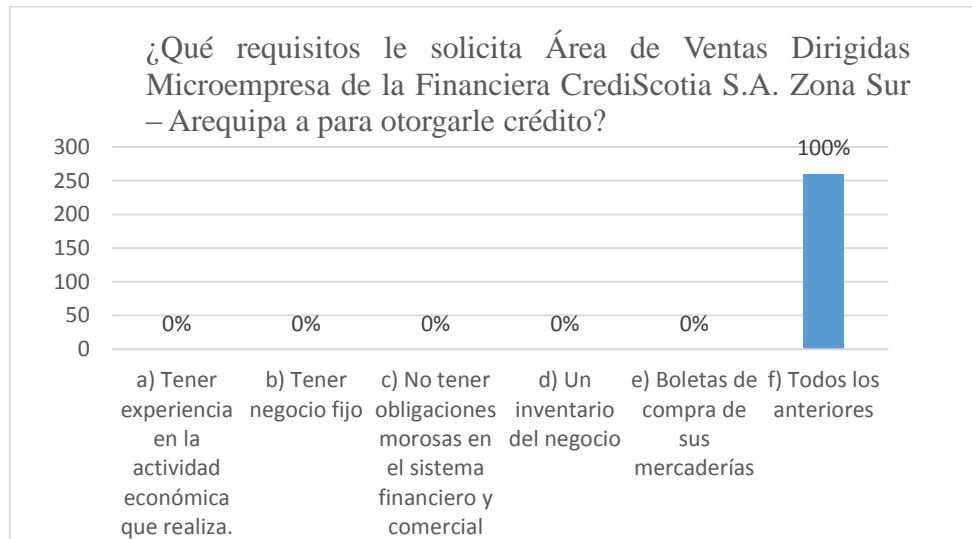 ¿Qué requisitos le solicita Área de Ventas Dirigidas
Microempresa de la Financiera CrediScotia S.A. Zona Sur
– Arequipa a para otorgarle crédito?
300
250
200
150
100
50
0
0%
0%
0%
0%
0%
100%
a) Tener
experiencia
en la
actividad
económica
que realiza.
b) Tener
negocio fijo
c) No tener
obligaciones
morosas en
el sistema
financiero y
comercial
d) Un
inventario
del negocio
e) Boletas de
compra de
sus
mercaderías
f) Todos los
anteriores